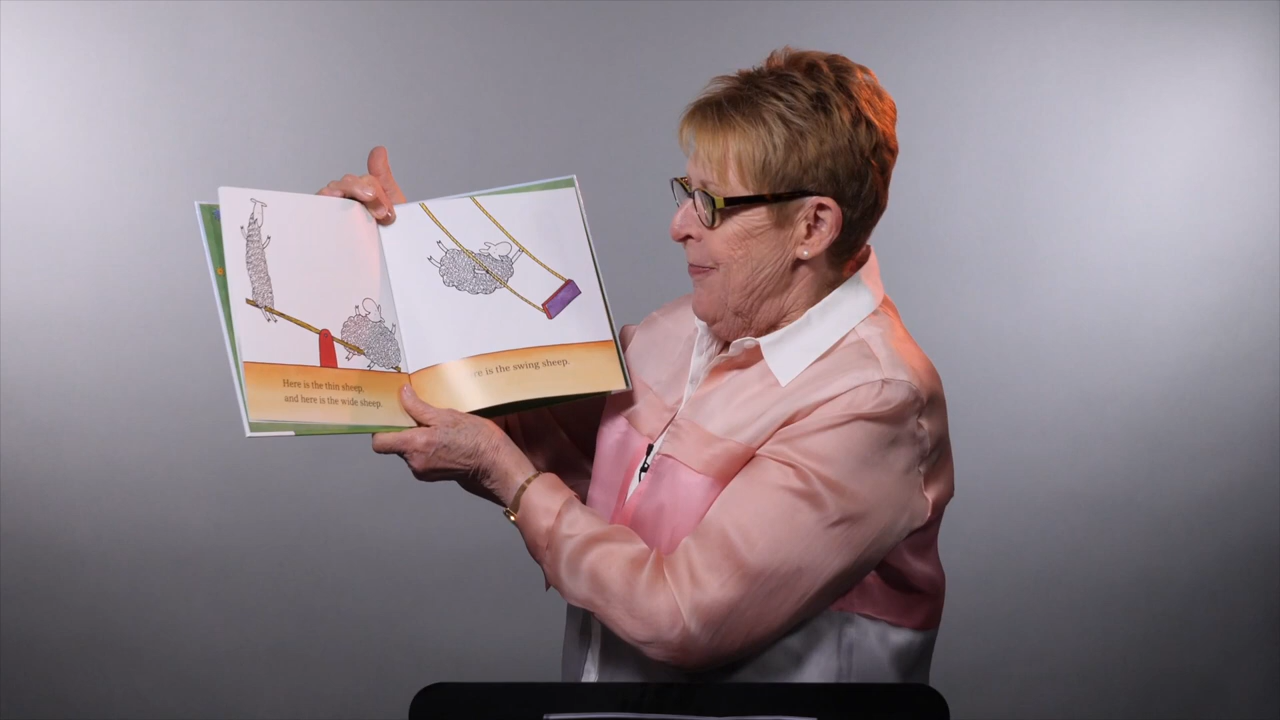 Here is the thin sheep,
and here is the wide sheep.
is the swing sheep.